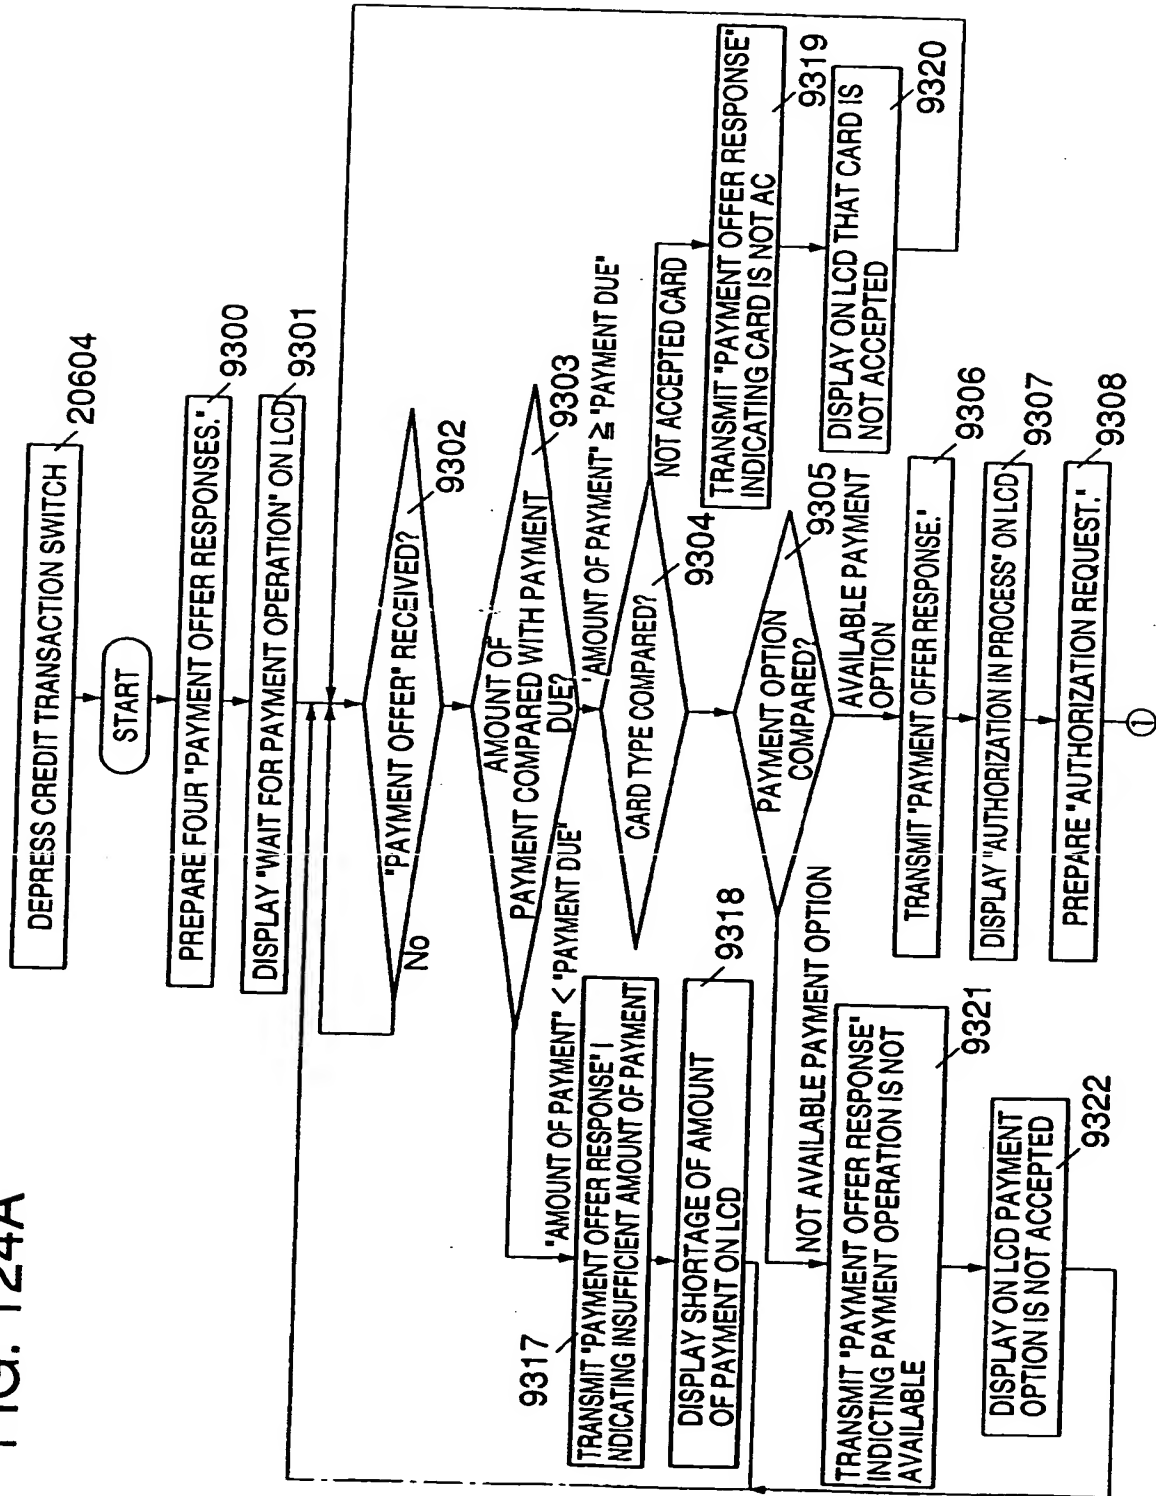 FIG. 124A
DEPRESS CREDIT TRANSACTION SWITCH
20604
START
PREPARE FOUR "PAYMENT OFFER RESPONSES."
9300
DISPLAY "WAIT FOR PAYMENT OPERATION" ON LCD
9301
"PAYMENT OFFER" RECEIVED?
9302
No
AMOUNT OF
PAYMENT COMPARED WITH PAYMENT
DUE?
9303
"AMOUNT OF PAYMENT" < "PAYMENT DUE"
"AMOUNT OF PAYMENT" ≧ "PAYMENT DUE"
9317
TRANSMIT "PAYMENT OFFER RESPONSE" I
NDICATING INSUFFICIENT AMOUNT OF PAYMENT
DISPLAY SHORTAGE OF AMOUNT
OF PAYMENT ON LCD
9318
CARD TYPE COMPARED?
9304
NOT ACCEPTED CARD
TRANSMIT "PAYMENT OFFER RESPONSE"
INDICATING CARD IS NOT AC
9319
DISPLAY ON LCD THAT CARD IS
NOT ACCEPTED
9320
PAYMENT OPTION
COMPARED?
9305
NOT AVAILABLE PAYMENT OPTION
AVAILABLE PAYMENT
OPTION
TRANSMIT "PAYMENT OFFER RESPONSE"
INDICTING PAYMENT OPERATION IS NOT
AVAILABLE
9321
DISPLAY ON LCD PAYMENT
OPTION IS NOT ACCEPTED
9322
TRANSMIT "PAYMENT OFFER RESPONSE."
9306
DISPLAY "AUTHORIZATION IN PROCESS" ON LCD
9307
PREPARE "AUTHORIZATION REQUEST."
9308
①